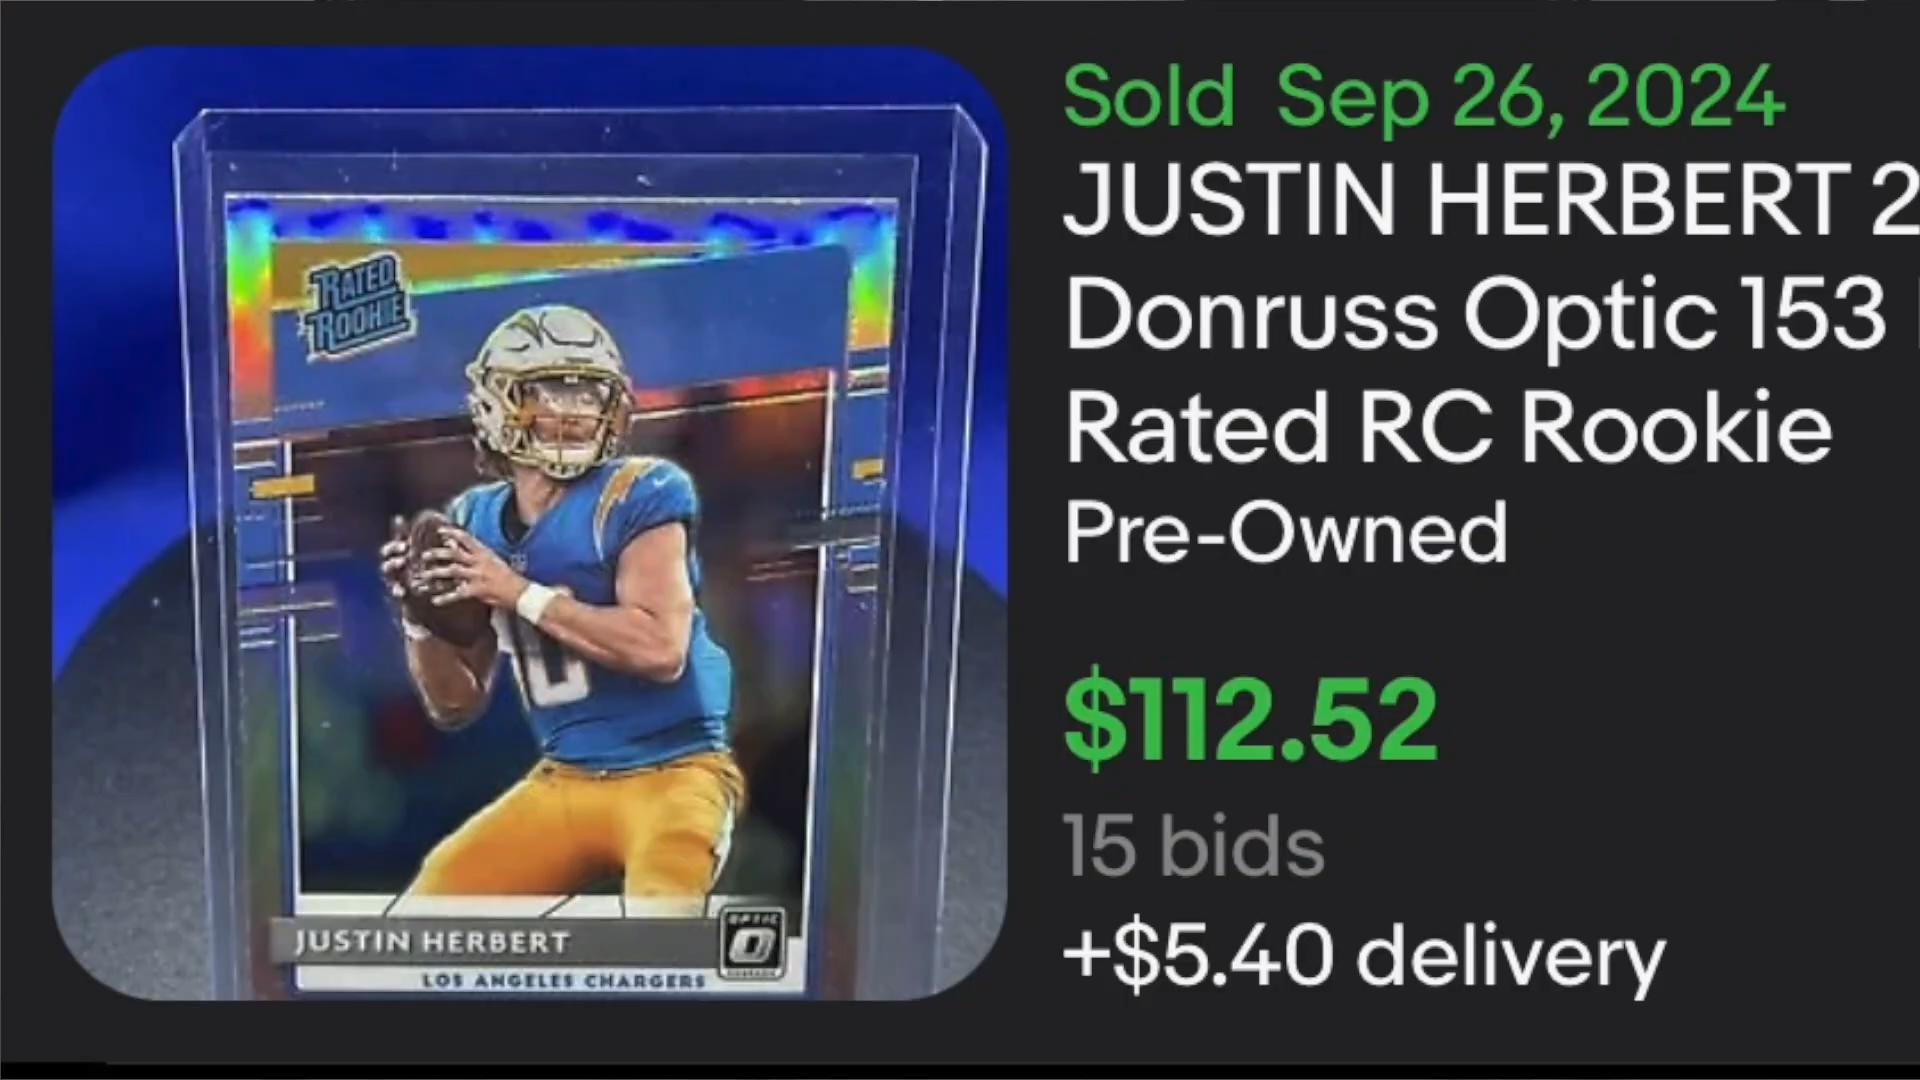 RATED
ROOKIE
JUSTIN HERBERT
OPTIC
LOS ANGELES CHARGERS
Sold Sep 26, 2024
JUSTIN HERBERT 2
Donruss Optic 153
Rated RC Rookie
Pre-Owned
$112.52
15 bids
+$5.40 delivery